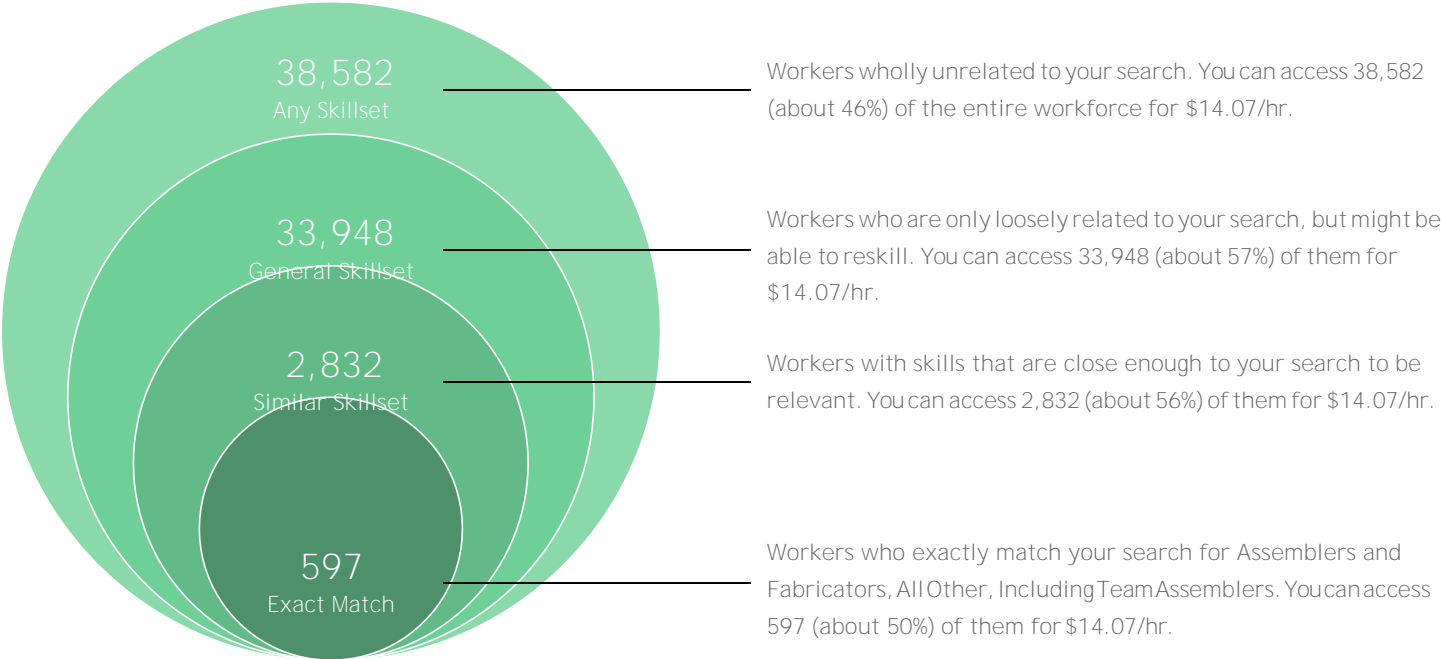 38,582
Any Skillset
Workers wholly unrelated to your search. You can access 38,582
(about 46%) of the entire workforce for $14.07/hr.
33,948
General Skillset
Workers who are only loosely related to your search, but might be
able to reskill. You can access 33,948 (about 57%) of them for
$14.07/hr.
2,832
Similar Skillset
Workers with skills that are close enough to your search to be
relevant. You can access 2,832 (about 56%) of them for $14.07/hr.
597
Exact Match
Workers who exactly match your search for Assemblers and
Fabricators, All Other, Including Team Assemblers. You can access
597 (about 50%) of them for $14.07/hr.